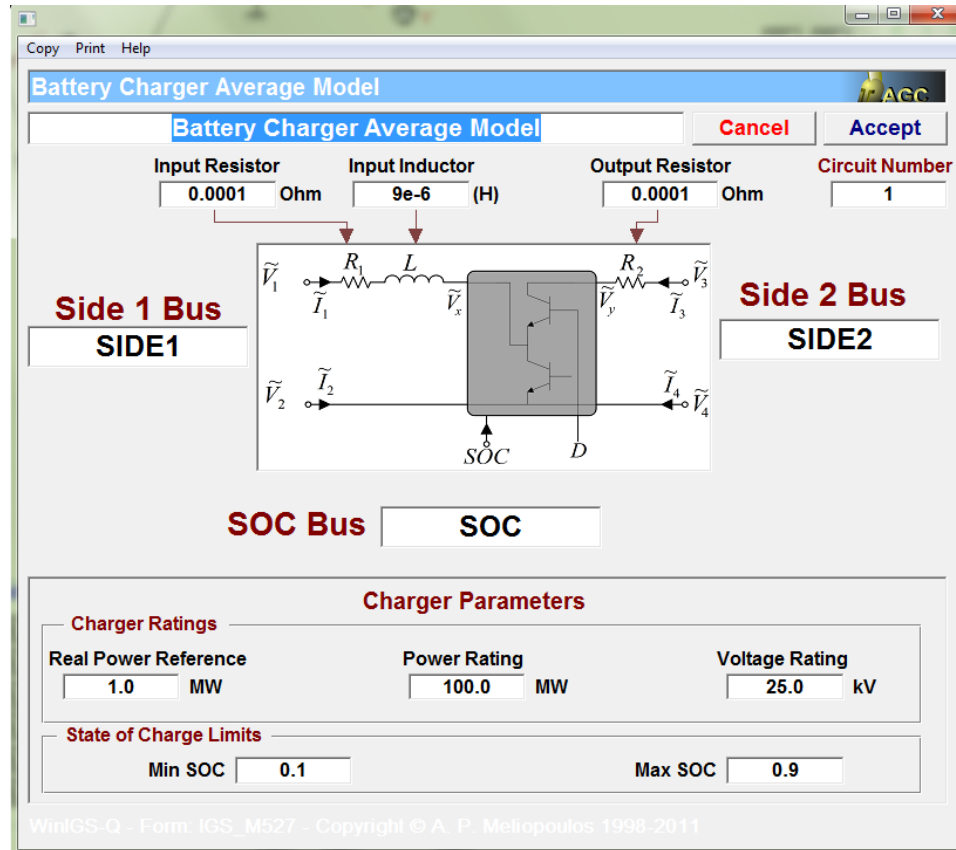 Copy Print Help
Battery Charger Average Model
AGC
Battery Charger Average Model Cancel Accept
Input Resistor Input Inductor Output Resistor Circuit Number
0.0001 Ohm 9e-6 (H) 0.0001 Ohm 1
Ṽ₁ R₁ L Ṽₓ Ṽᵧ R₂ Ṽ₃
Ĩ₁ Ĩ₃
Side 1 Bus Side 2 Bus
SIDE1 SIDE2
Ṽ₂ Ĩ₂ Ĩ₄ Ṽ₄
SOC D
SOC Bus SOC
Charger Parameters
Charger Ratings
Real Power Reference Power Rating Voltage Rating
1.0 MW 100.0 MW 25.0 kV
State of Charge Limits
Min SOC 0.1 Max SOC 0.9
WinIGS-Q - Form: IGS_M527 - Copyright © A. P. Meliopoulos 1998-2011